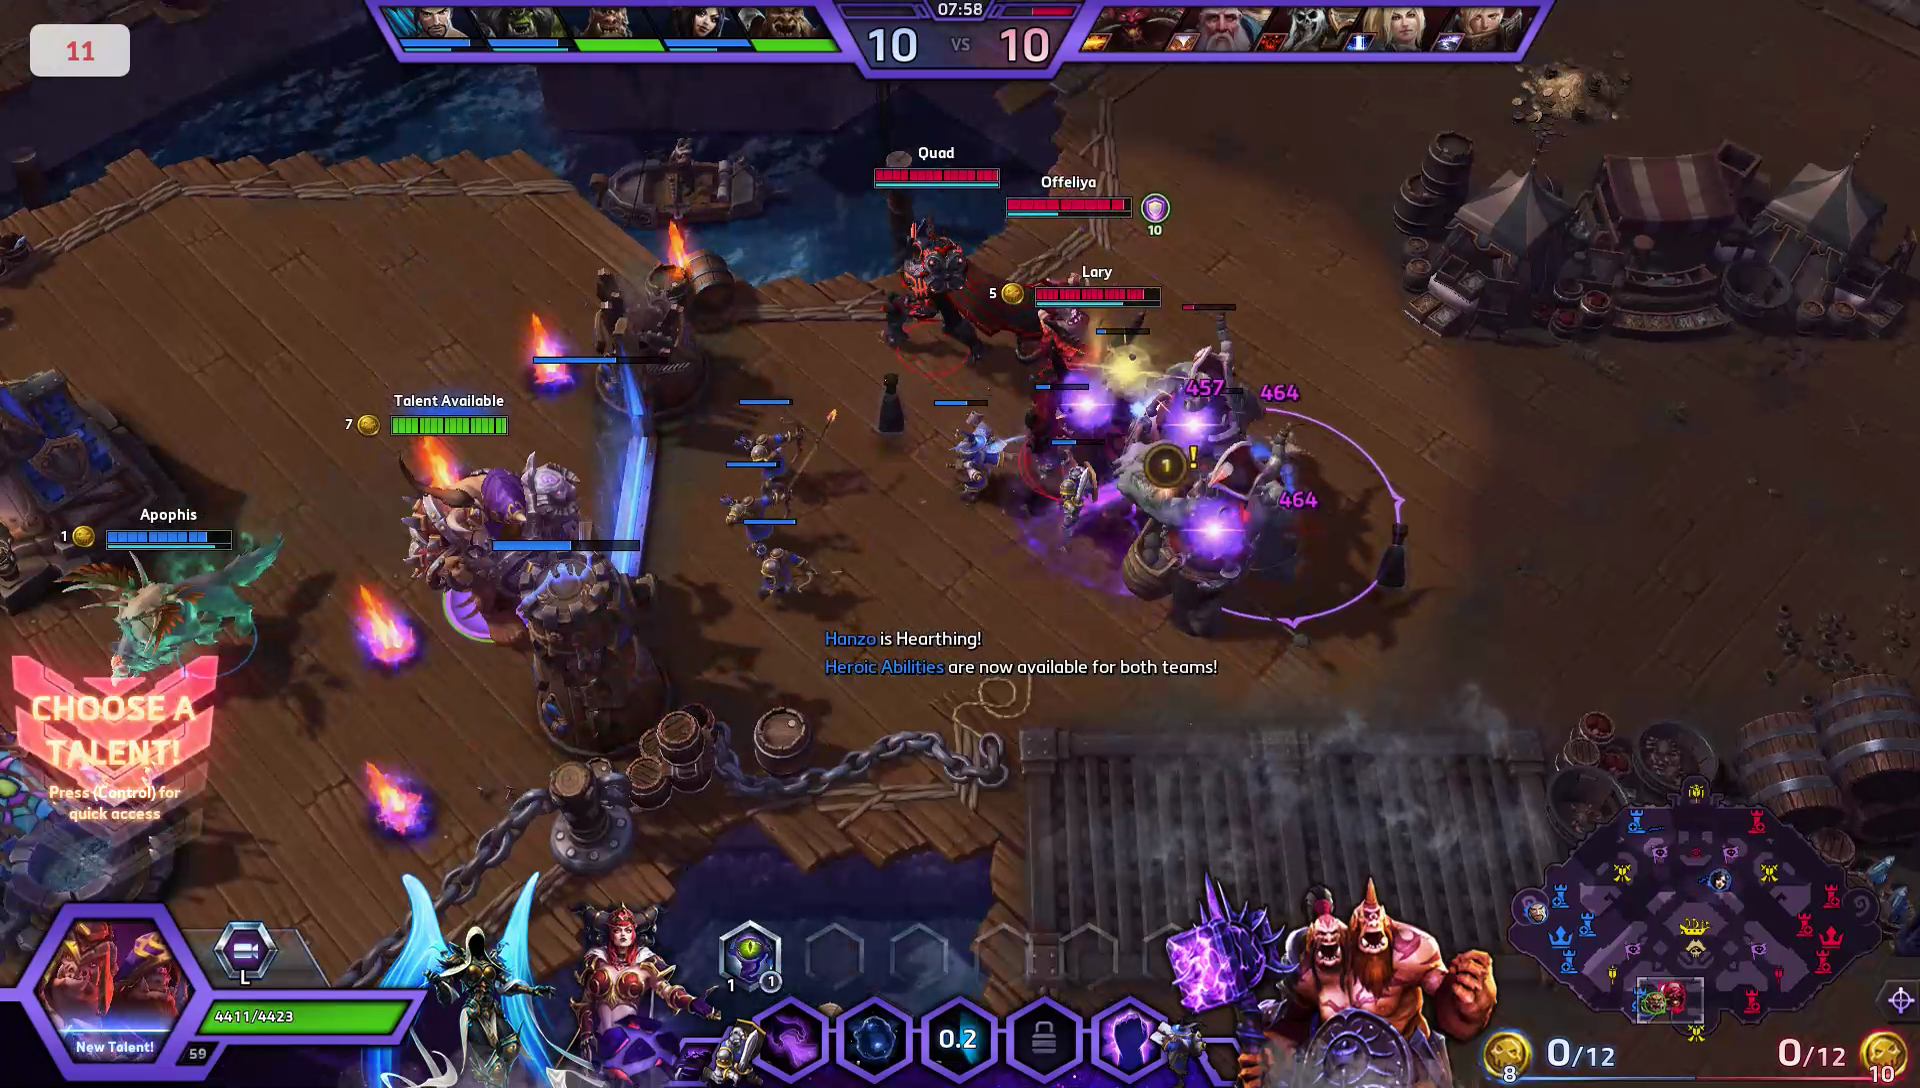 11
07:58
10 VS 10
Quad
Offeliya
10
Lary
5
457
464
Talent Available
7
1 !
464
Apophis
1
Hanzo is Hearthing!
Heroic Abilities are now available for both teams!
CHOOSE A
TALENT!
Press (Control) for
quick access
L
1 1
4411/4423
New Talent!
59
0.2
0/12
8
0/12
10